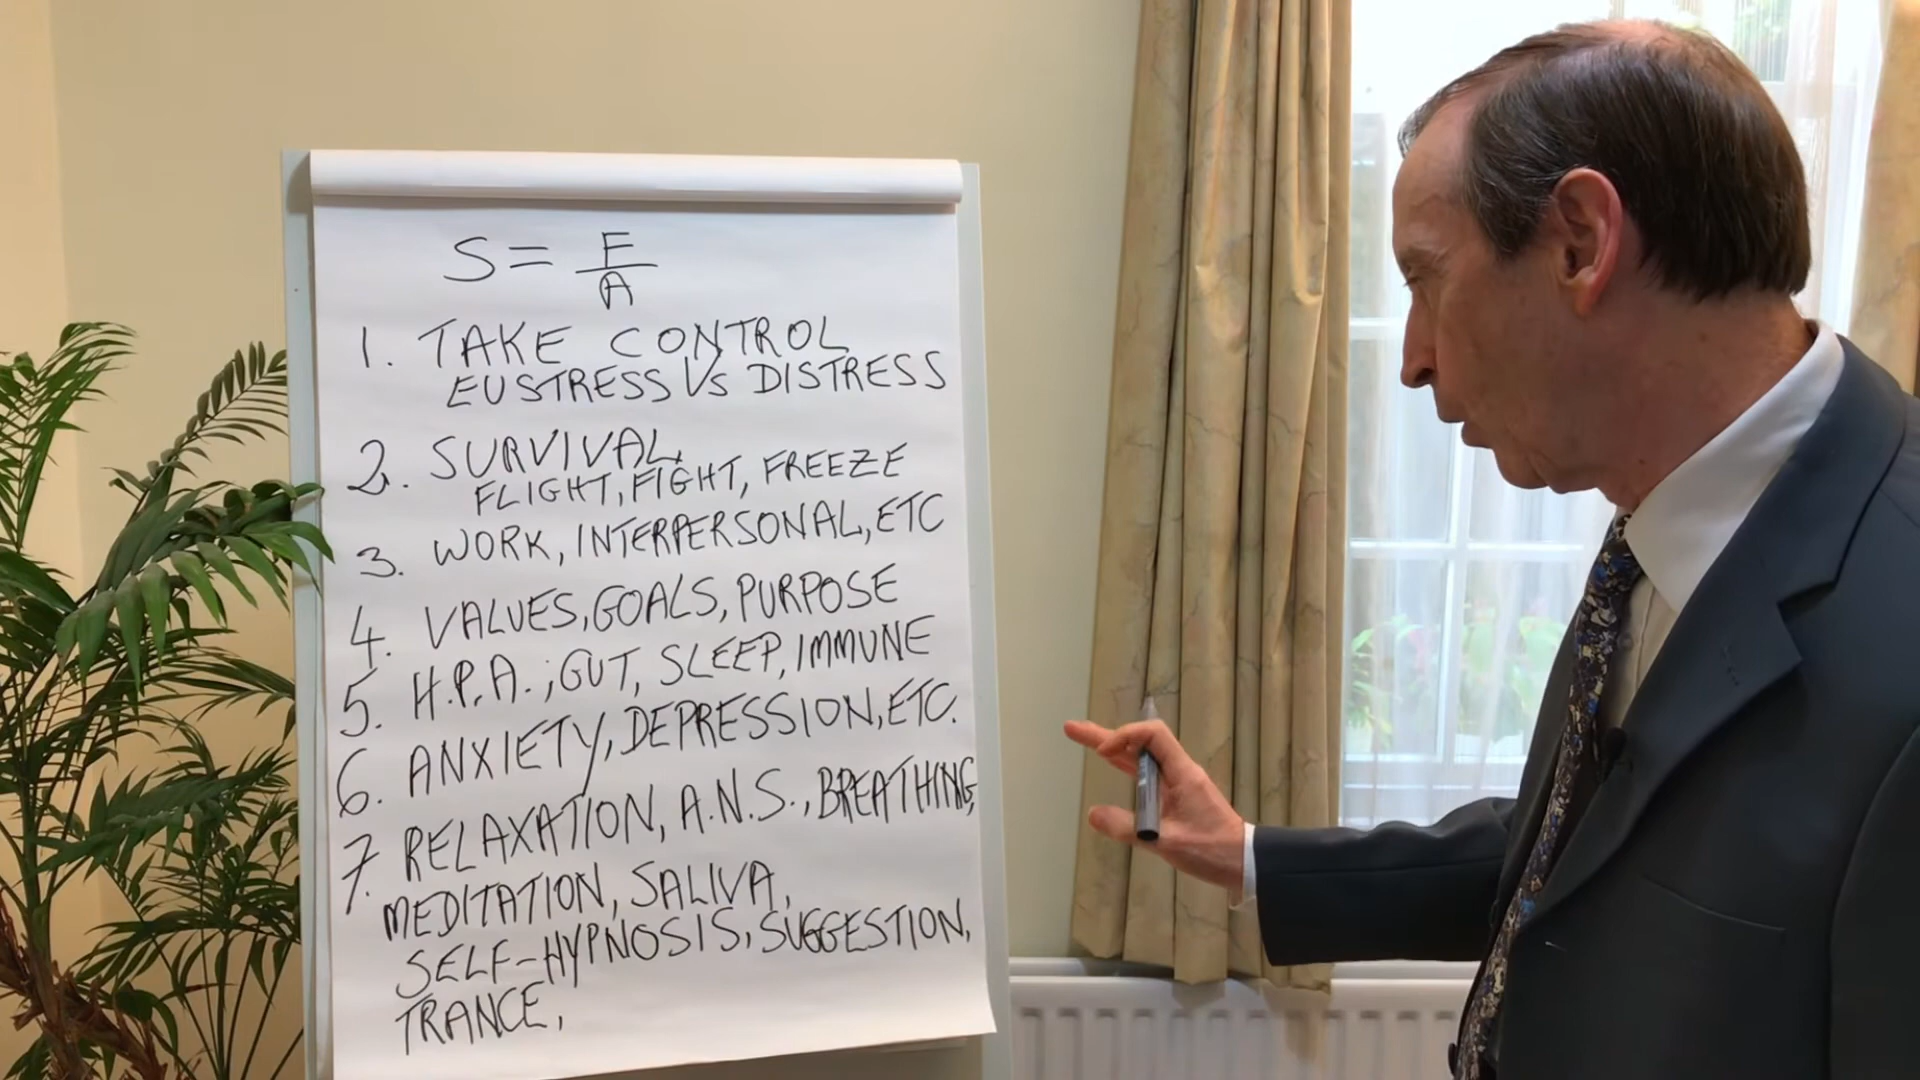 S = F
A
1. TAKE CONTROL
EUSTRESS Vs DISTRESS
2. SURVIVAL,
FLIGHT, FIGHT, FREEZE
3. WORK, INTERPERSONAL, ETC
4. VALUES, GOALS, PURPOSE
5. H.P.A.; GUT, SLEEP, IMMUNE
6. ANXIETY, DEPRESSION, ETC.
7. RELAXATION, A.N.S., BREATHING,
MEDITATION, SALIVA,
SELF-HYPNOSIS, SUGGESTION,
TRANCE,